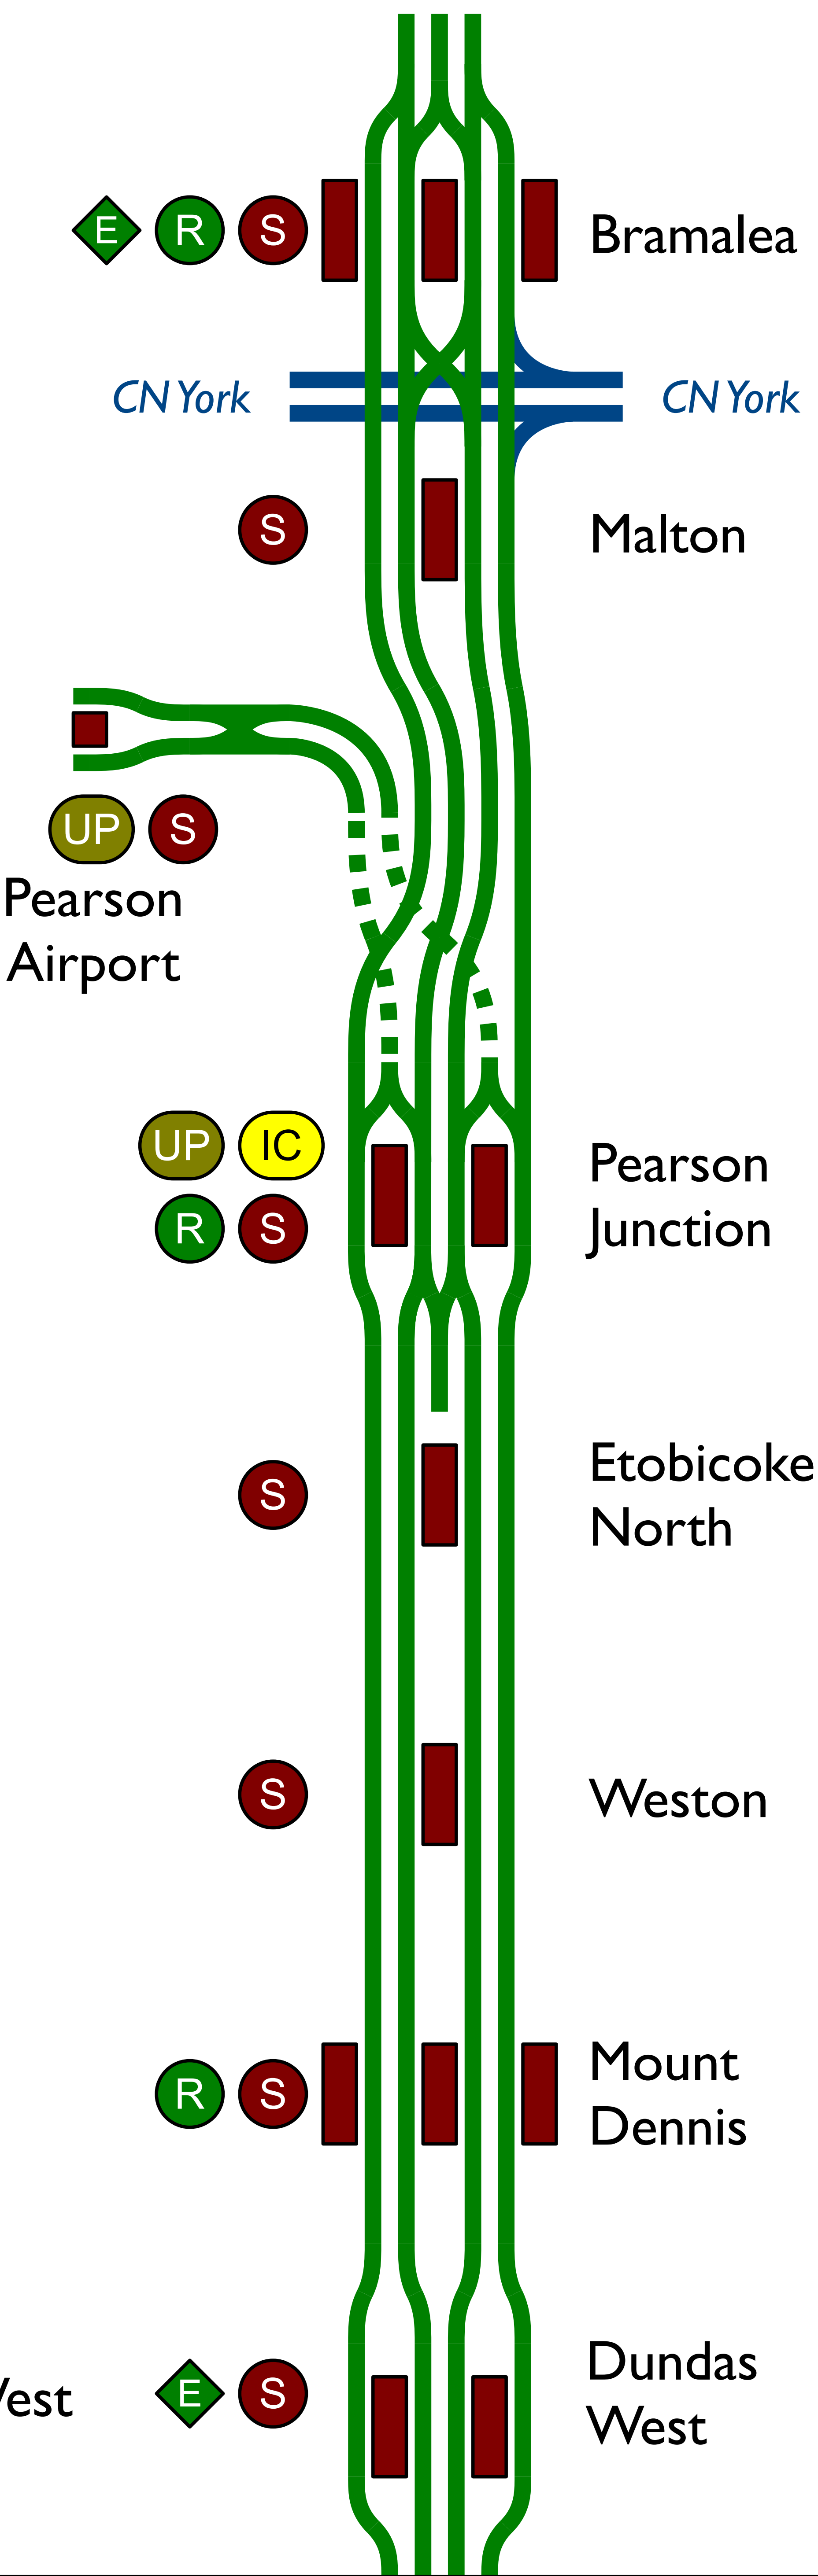 E R S Bramalea
CN York CN York
S Malton
UP S
Pearson
Airport
UP IC
R S
Pearson
Junction
S
Etobicoke
North
S Weston
R S
Mount
Dennis
E S
Dundas
West